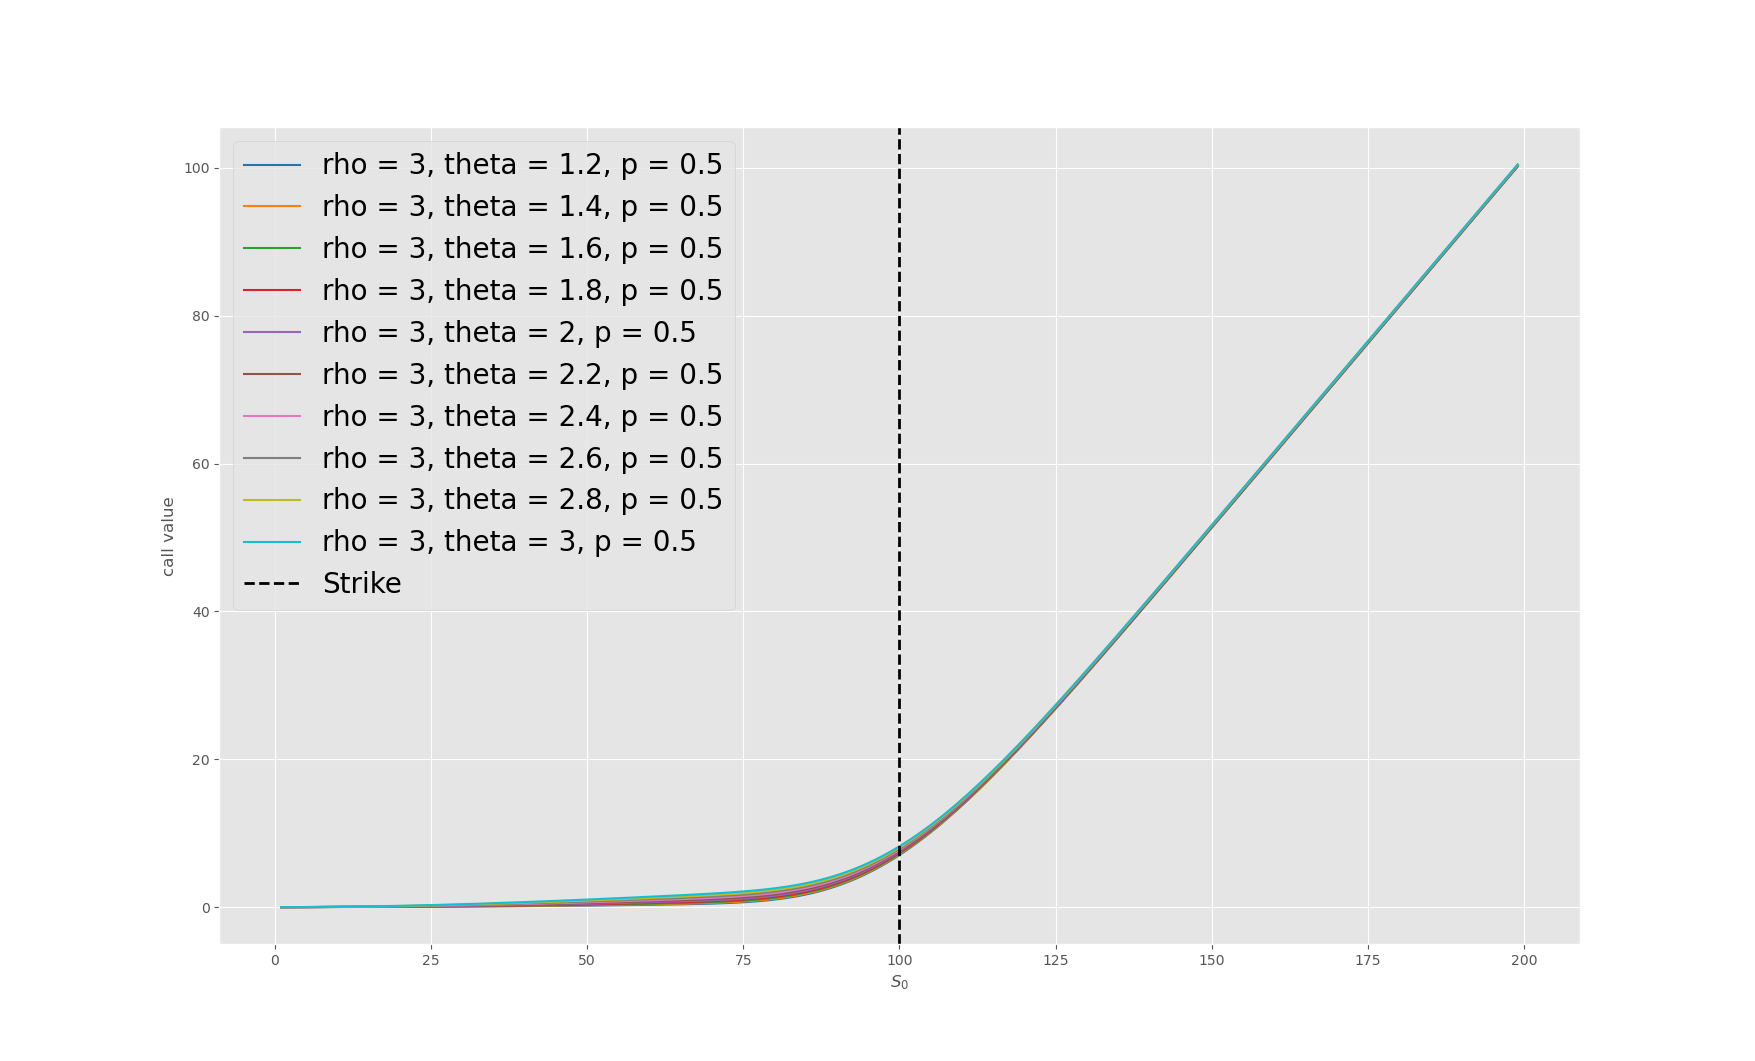 rho = 3, theta = 1.2, p = 0.5
rho = 3, theta = 1.4, p = 0.5
rho = 3, theta = 1.6, p = 0.5
rho = 3, theta = 1.8, p = 0.5
rho = 3, theta = 2, p = 0.5
rho = 3, theta = 2.2, p = 0.5
rho = 3, theta = 2.4, p = 0.5
rho = 3, theta = 2.6, p = 0.5
rho = 3, theta = 2.8, p = 0.5
rho = 3, theta = 3, p = 0.5
Strike
100
80
60
40
20
0
call value
0 25 50 75 100 125 150 175 200
S₀